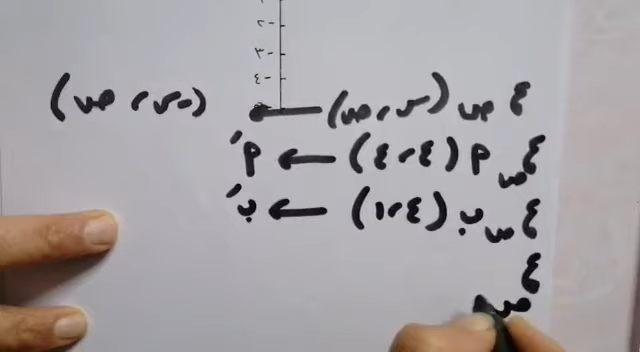 -٢
-٣
-٤
ع ص (س ، ص) ← (-س ، ص)
ع ص أ (٤ ، ٤) ← أ′
ع ص ب (٤ ، ١) ← ب′
ع ص